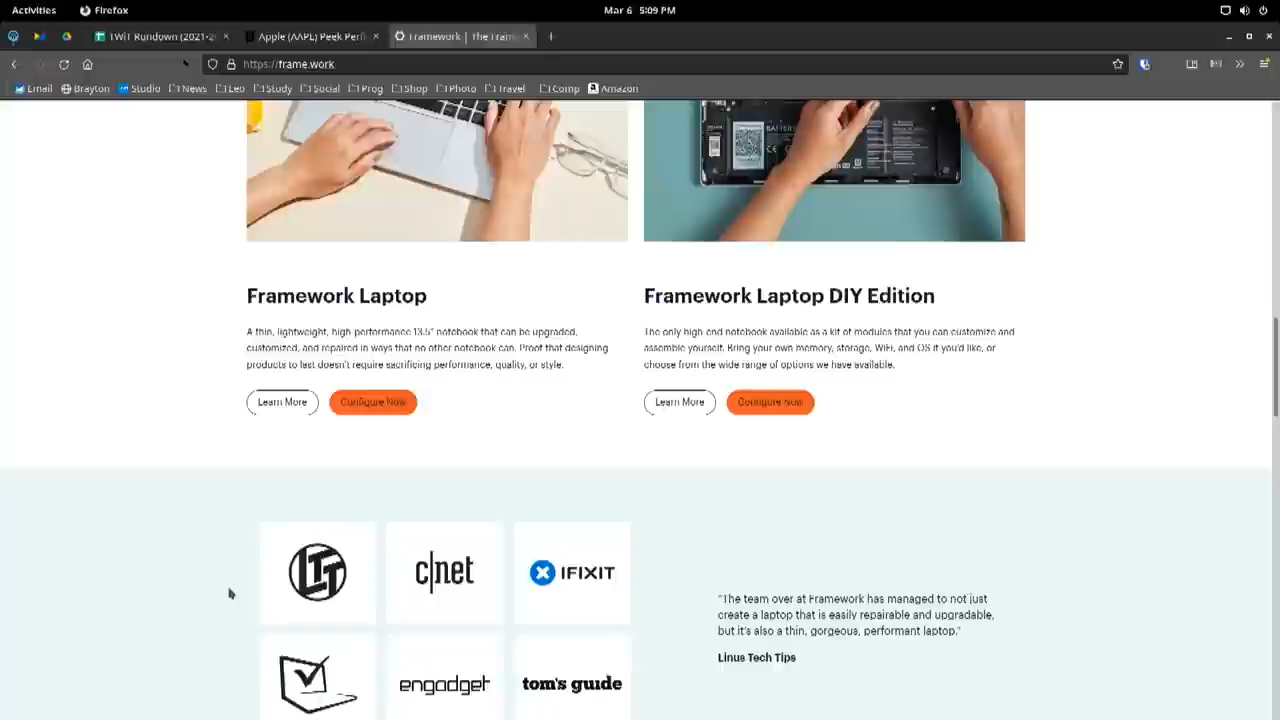 Activities Firefox Mar 6 5:09 PM
TWiT Rundown (2021-2 Apple (AAPL) Peek Perf Framework | The Fram
https://frame.work
Email Brayton Studio News Leo Study Social Prog Shop Photo Travel Comp Amazon
BATTERY
Framework Laptop
A thin, lightweight, high-performance 13.5" notebook that can be upgraded,
customized, and repaired in ways that no other notebook can. Proof that designing
products to last doesn't require sacrificing performance, quality, or style.
Learn More Configure Now
Framework Laptop DIY Edition
The only high-end notebook available as a kit of modules that you can customize and
assemble yourself. Bring your own memory, storage, WiFi, and OS if you'd like, or
choose from the wide range of options we have available.
Learn More Configure Now
LTT c|net IFIXIT
engadget tom's guide
"The team over at Framework has managed to not just
create a laptop that is easily repairable and upgradable,
but it's also a thin, gorgeous, performant laptop."
Linus Tech Tips